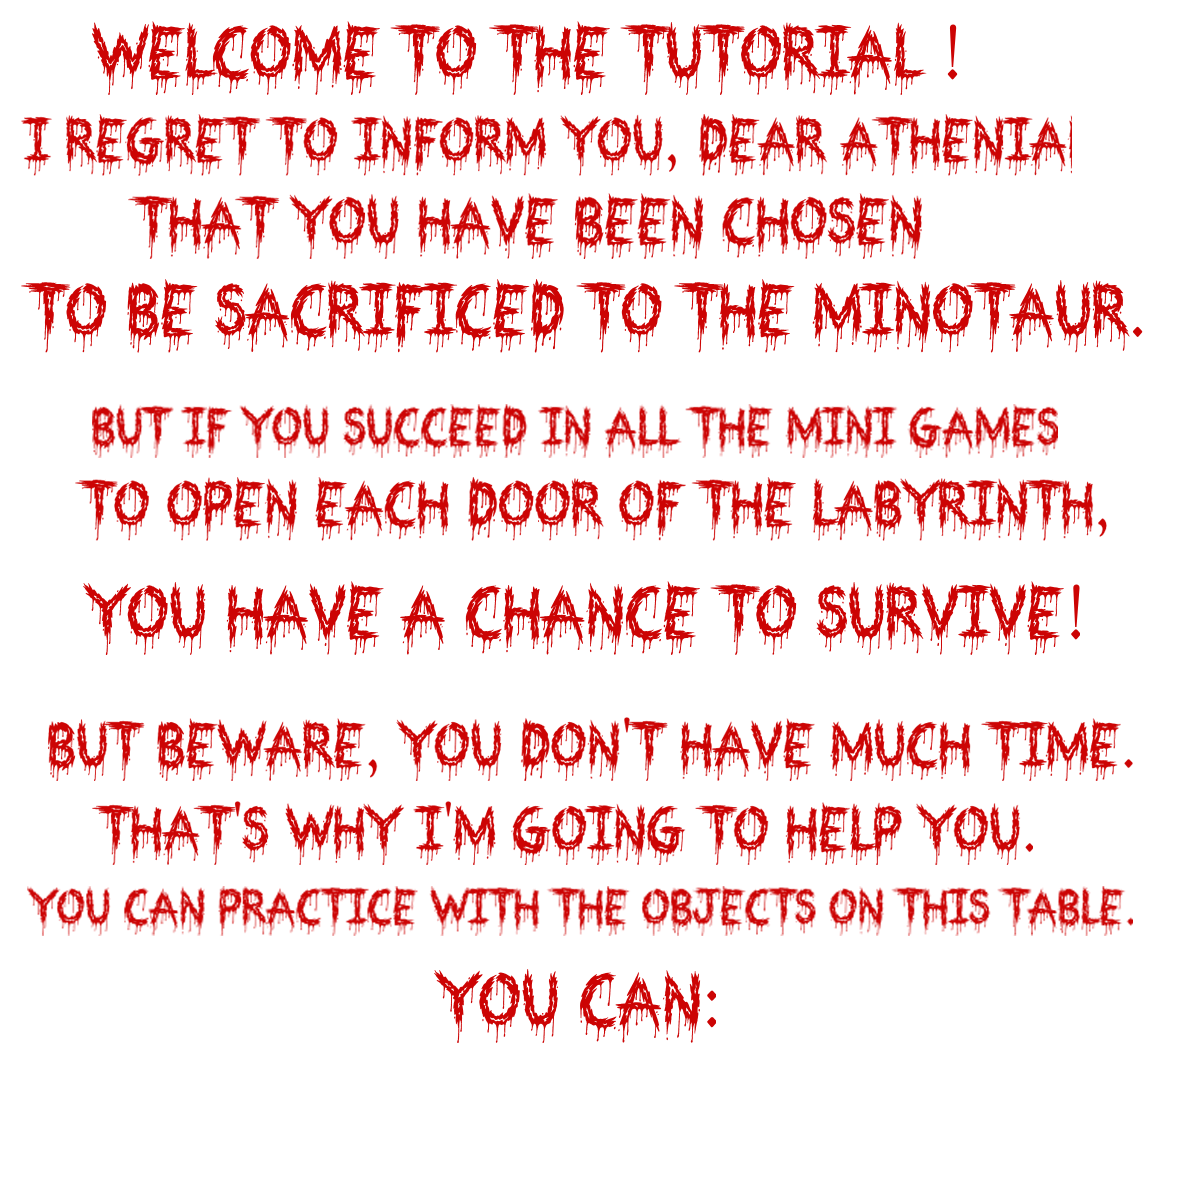 WELCOME TO THE TUTORIAL !
I REGRET TO INFORM YOU, DEAR ATHENIA
THAT YOU HAVE BEEN CHOSEN
TO BE SACRIFICED TO THE MINOTAUR.
BUT IF YOU SUCCEED IN ALL THE MINI GAMES
TO OPEN EACH DOOR OF THE LABYRINTH,
YOU HAVE A CHANCE TO SURVIVE!
BUT BEWARE, YOU DON'T HAVE MUCH TIME.
THAT'S WHY I'M GOING TO HELP YOU.
YOU CAN PRACTICE WITH THE OBJECTS ON THIS TABLE.
YOU CAN: